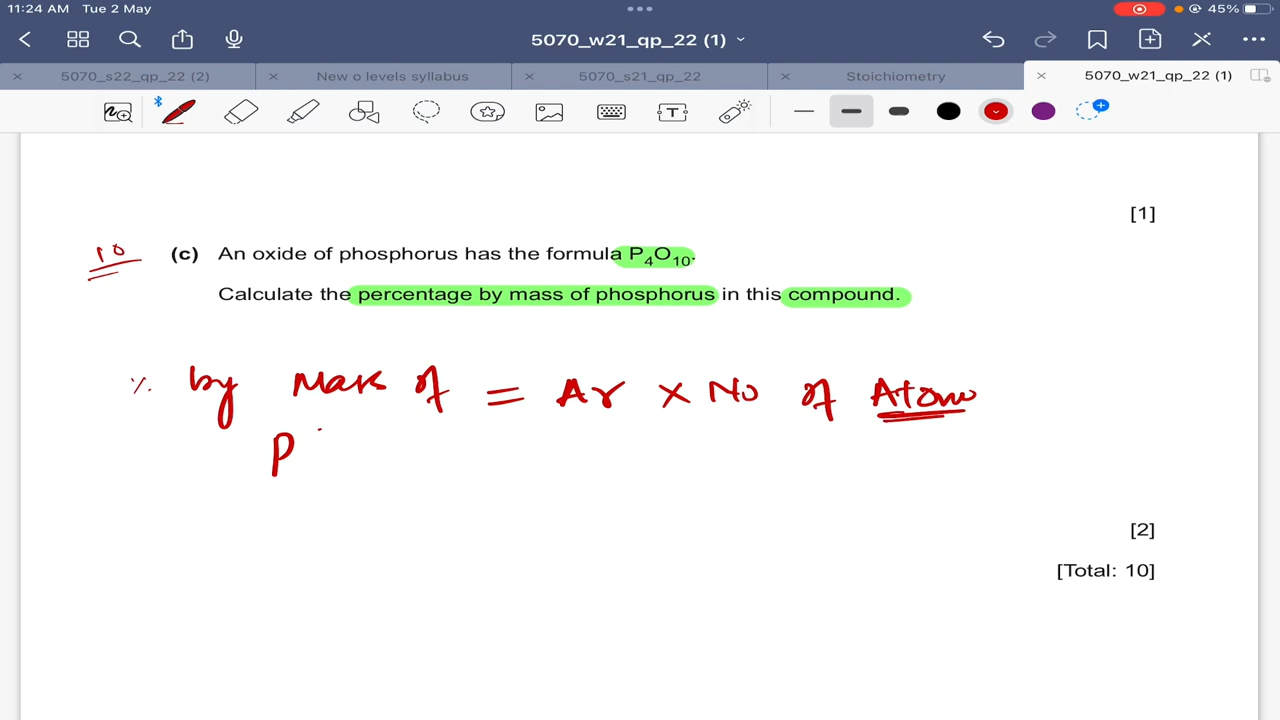 11:24 AM Tue 2 May
45%
5070_w21_qp_22 (1)
5070_s22_qp_22 (2)
New o levels syllabus
5070_s21_qp_22
Stoichiometry
5070_w21_qp_22 (1)
[1]
10
(c) An oxide of phosphorus has the formula P₄O₁₀.
Calculate the percentage by mass of phosphorus in this compound.
% by Mass of = Ar × No of Atoms
P
[2]
[Total: 10]